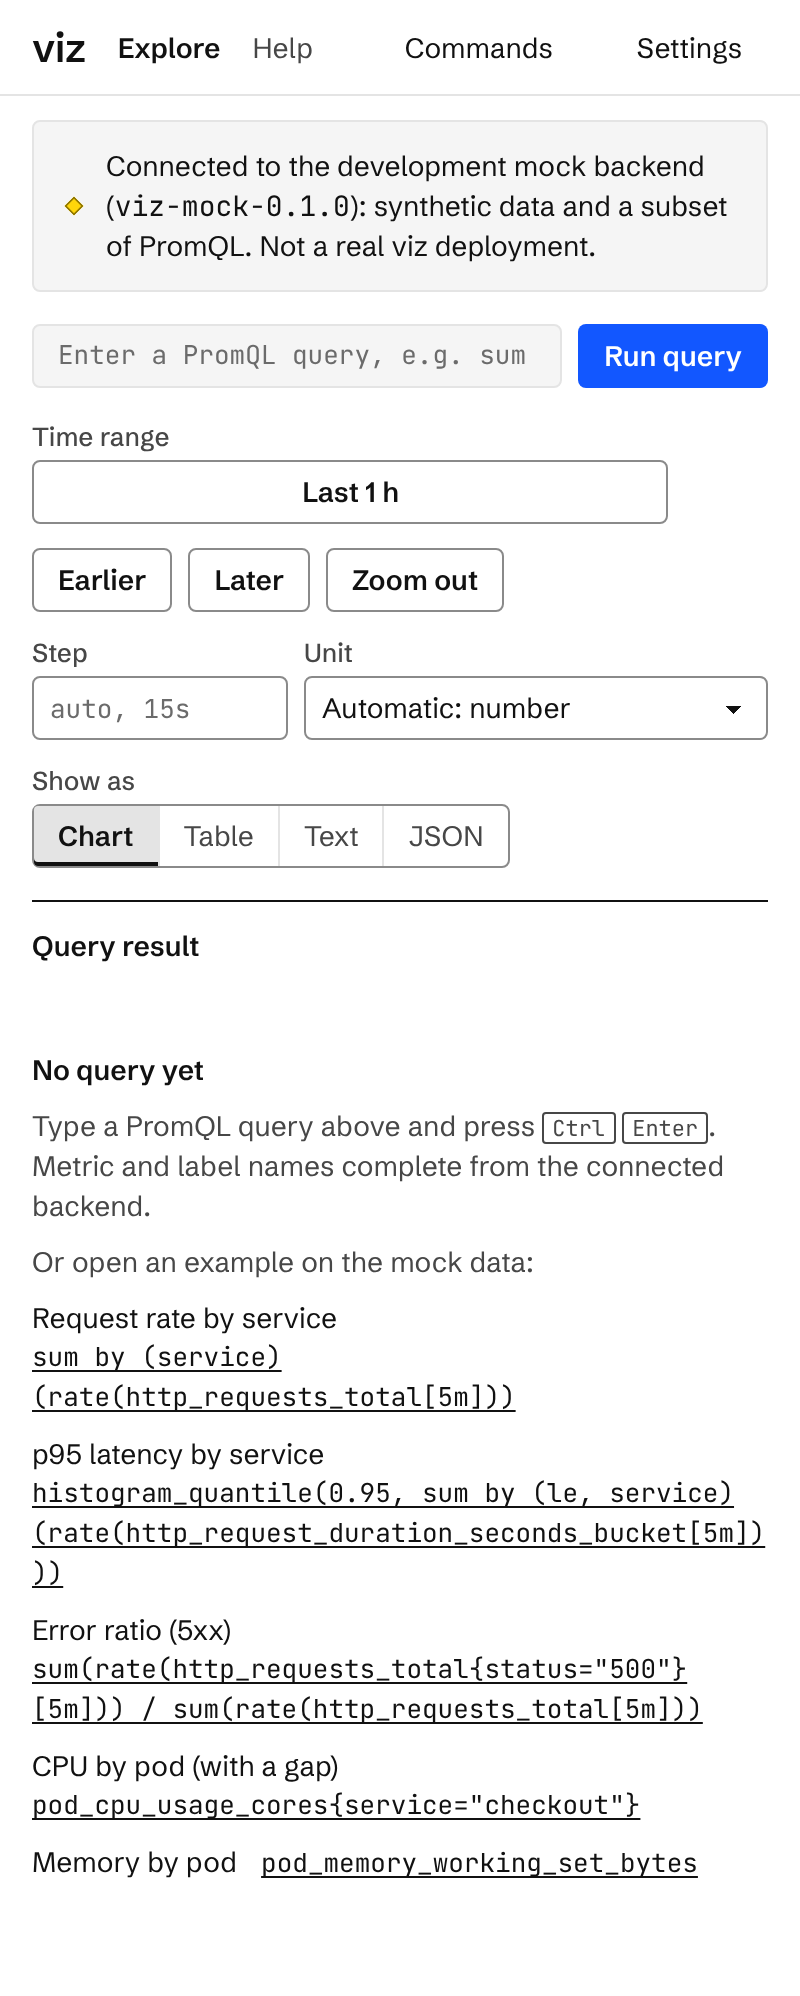 viz Explore Help Commands Settings
Connected to the development mock backend
(viz-mock-0.1.0): synthetic data and a subset
of PromQL. Not a real viz deployment.
Enter a PromQL query, e.g. sum
Run query
Time range
Last 1 h
Earlier Later Zoom out
Step Unit
auto, 15s Automatic: number
Show as
Chart Table Text JSON
Query result
No query yet
Type a PromQL query above and press Ctrl Enter.
Metric and label names complete from the connected
backend.
Or open an example on the mock data:
Request rate by service
sum by (service)
(rate(http_requests_total[5m]))
p95 latency by service
histogram_quantile(0.95, sum by (le, service)
(rate(http_request_duration_seconds_bucket[5m])
))
Error ratio (5xx)
sum(rate(http_requests_total{status="500"}
[5m])) / sum(rate(http_requests_total[5m]))
CPU by pod (with a gap)
pod_cpu_usage_cores{service="checkout"}
Memory by pod pod_memory_working_set_bytes